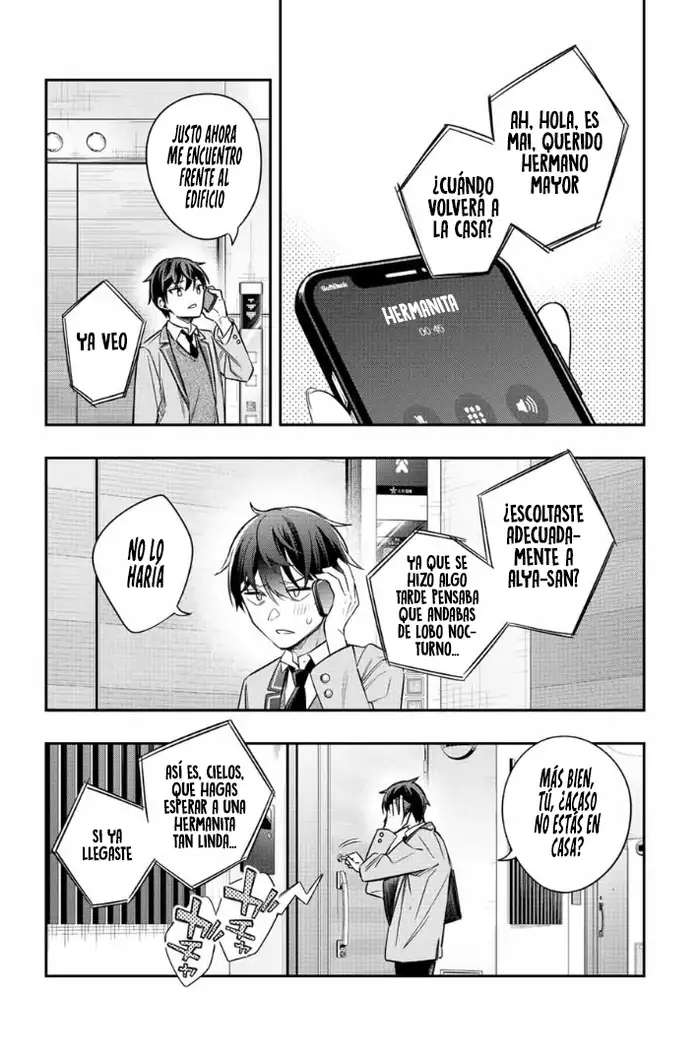 AH, HOLA, ES
MAI, QUERIDO
HERMANO
MAYOR
¿CUÁNDO
VOLVERÁ A
LA CASA?
SoftBank
HERMANITA
00:45
JUSTO AHORA
ME ENCUENTRO
FRENTE AL
EDIFICIO
YA VEO
¿ESCOLTASTE
ADECUADA-
MENTE A
ALYA-SAN?
YA QUE SE
HIZO ALGO
TARDE PENSABA
QUE ANDABAS
DE LOBO NOC-
TURNO...
NO LO
HARÍA
MÁS BIEN,
TÚ, ¿ACASO
NO ESTÁS EN
CASA?
ASÍ ES, CIELOS,
QUE HAGAS
ESPERAR A UNA
HERMANITA
TAN LINDA...
SI YA
LLEGASTE